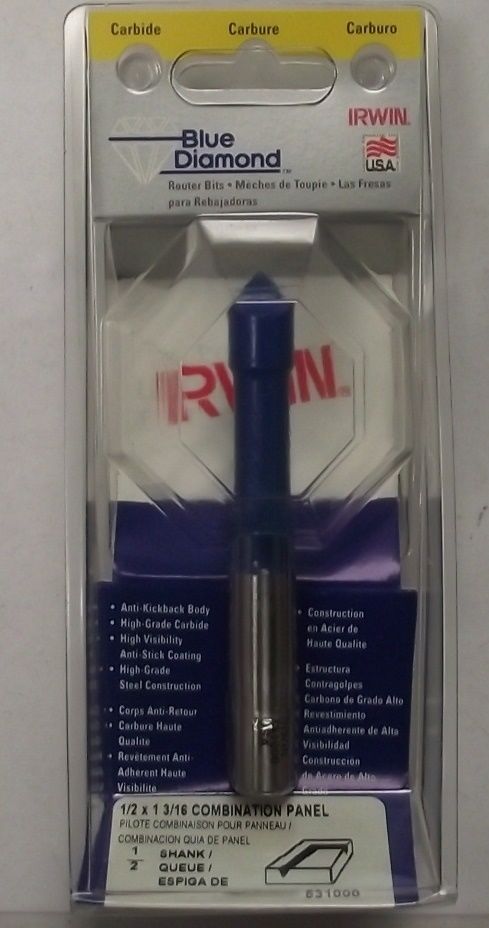 Carbide Carbure Carburo
IRWIN.
Blue
Diamond™
USA
Router Bits • Mèches de Toupie • Las Fresas
para Rebajadoras
IRWIN®
• Anti-Kickback Body
• High-Grade Carbide
• High Visibility
Anti-Stick Coating
• High-Grade
Steel Construction
• Corps Anti-Retour
• Carbure Haute
Qualite
• Revêtement Anti-
Adherent Haute
Visibilite
• Construction
en Acier de
Haute Qualite
• Estructura
Contragolpes
Carbono de Grado Alto
Revestimiento
Antiadherente de Alta
Visibilidad
Construcción
de Acero de Alto
Grado
1/2 x 1 3/16 COMBINATION PANEL
PILOTE COMBINAISON POUR PANNEAU /
COMBINACION QUIA DE PANEL
1/2 SHANK /
QUEUE /
ESPIGA DE
631000